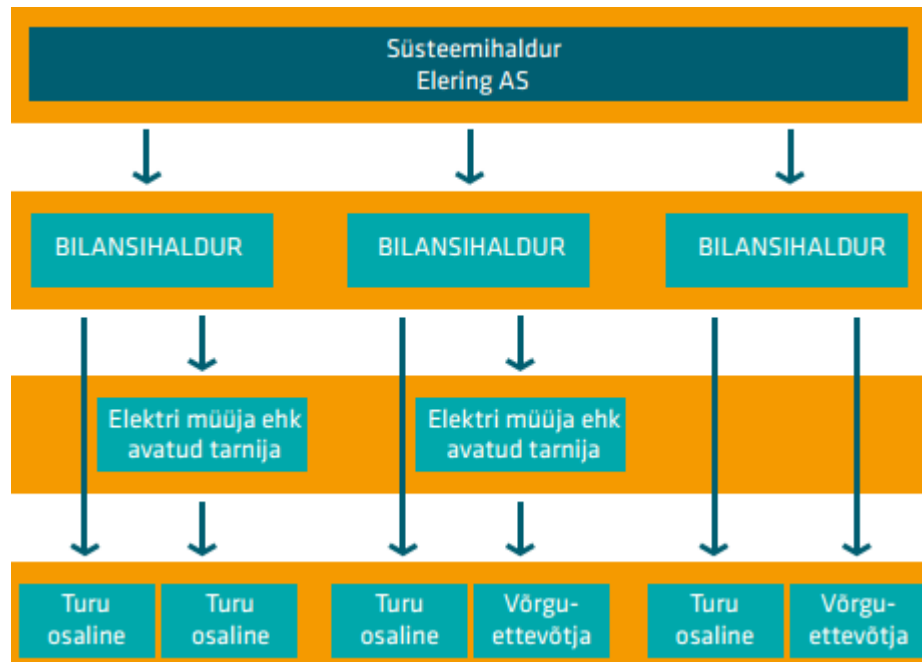 Süsteemihaldur
Elering AS
BILANSIHALDUR
BILANSIHALDUR
BILANSIHALDUR
Elektri müüja ehk
avatud tarnija
Elektri müüja ehk
avatud tarnija
Turu
osaline
Turu
osaline
Turu
osaline
Võrgu-
ettevõtja
Turu
osaline
Võrgu-
ettevõtja